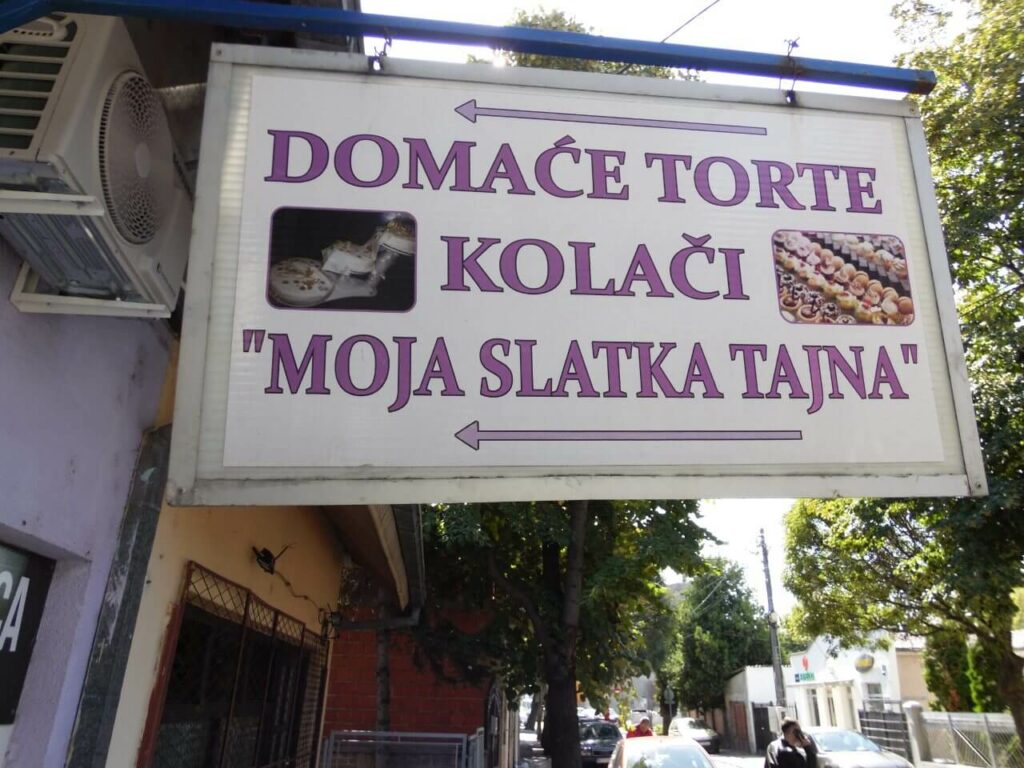 DOMAĆE TORTE
KOLAČI
"MOJA SLATKA TAJNA"